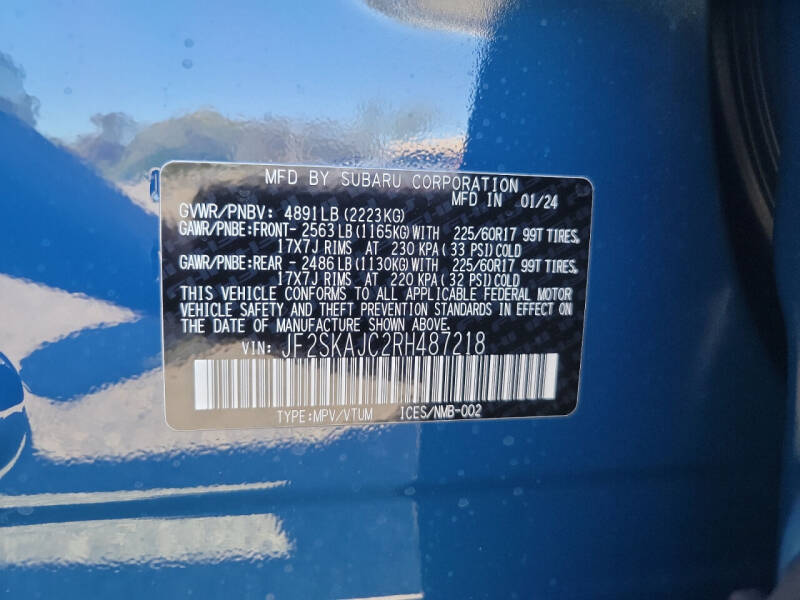 MFD BY SUBARU CORPORATION
MFD IN 01/24
GVWR/PNBV: 4891LB(2223KG)
GAWR/PNBE:FRONT- 2563LB(1165KG)WITH 225/60R17 99T TIRES,
17X7J RIMS AT 230 KPA(33 PSI)COLD
GAWR/PNBE:REAR - 2486LB(1130KG)WITH 225/60R17 99T TIRES,
17X7J RIMS AT 220 KPA(32 PSI)COLD
THIS VEHICLE CONFORMS TO ALL APPLICABLE FEDERAL MOTOR
VEHICLE SAFETY AND THEFT PREVENTION STANDARDS IN EFFECT ON
THE DATE OF MANUFACTURE SHOWN ABOVE.
VIN: JF2SKAJC2RH487218
TYPE:MPV/VTUM ICES/NMB-002